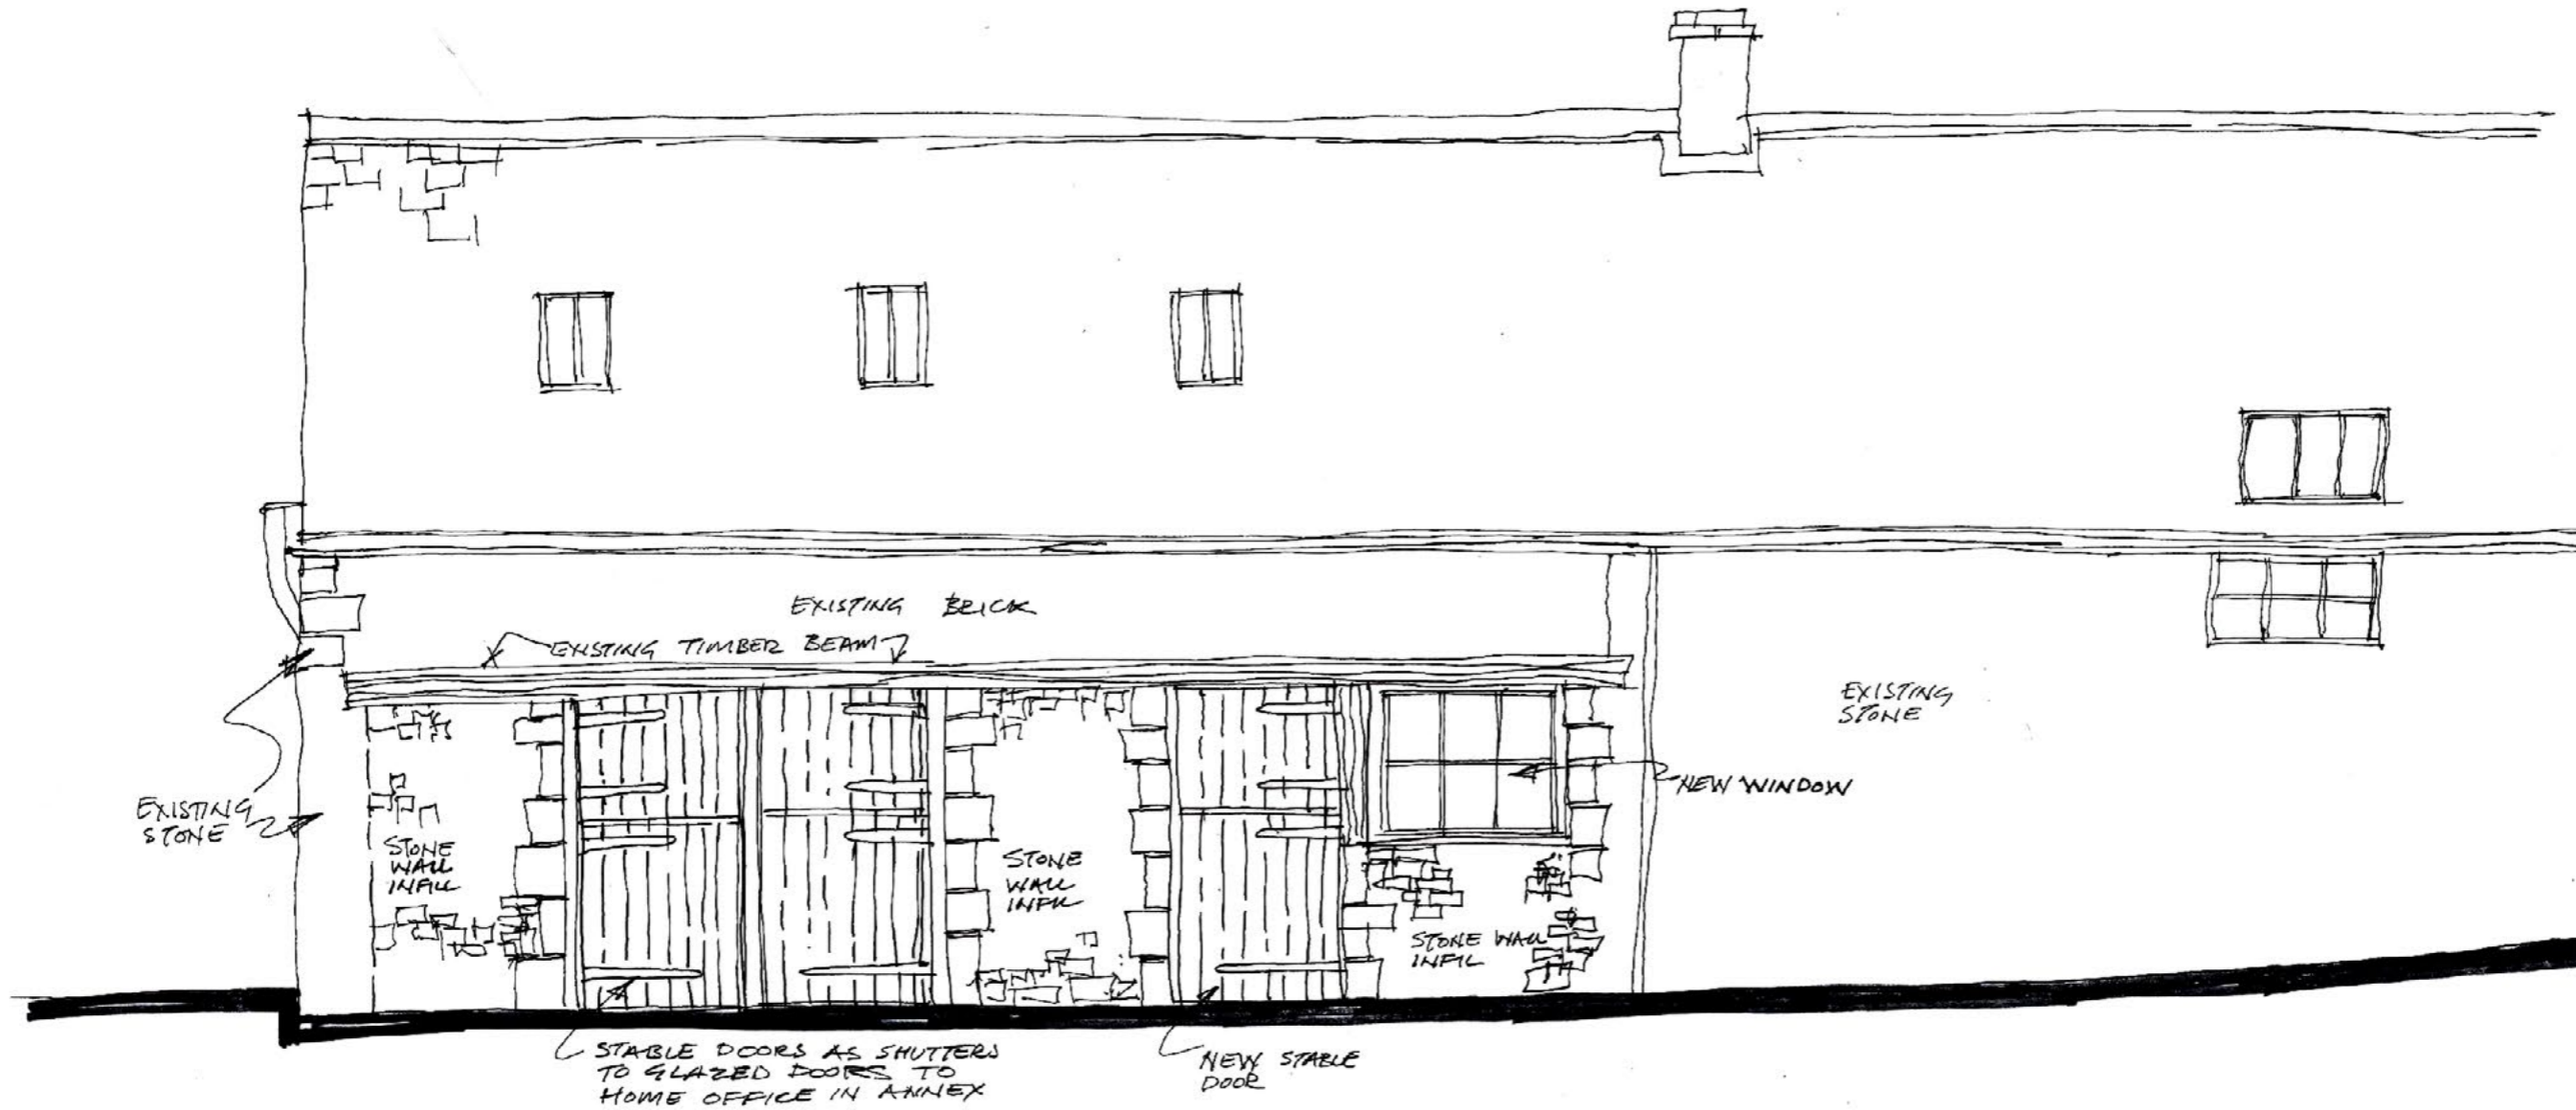 EXISTING BRICK
EXISTING TIMBER BEAM
EXISTING
STONE
NEW WINDOW
EXISTING
STONE
STONE
WALL
INFILL
STONE
WALL
INFILL
STONE WALL
INFIL
STABLE DOORS AS SHUTTERS
TO GLAZED DOORS TO
HOME OFFICE IN ANNEX
NEW STABLE
DOOR